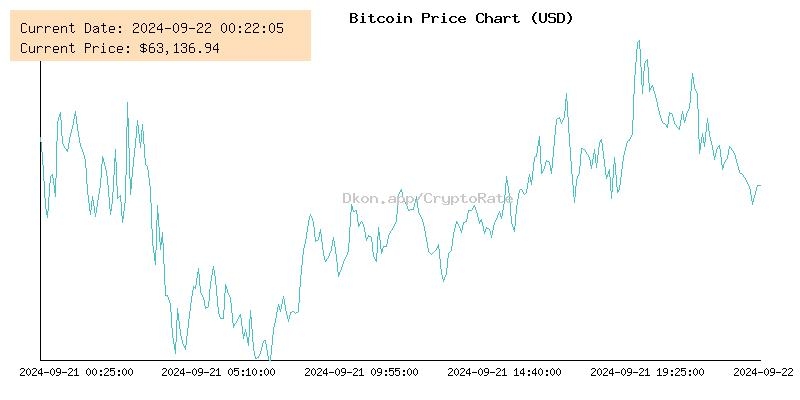 Bitcoin Price Chart (USD)
Current Date: 2024-09-22 00:22:05
Current Price: $63,136.94
Dkon.app/CryptoRate
2024-09-21 00:25:00 2024-09-21 05:10:00 2024-09-21 09:55:00 2024-09-21 14:40:00 2024-09-21 19:25:00 2024-09-22